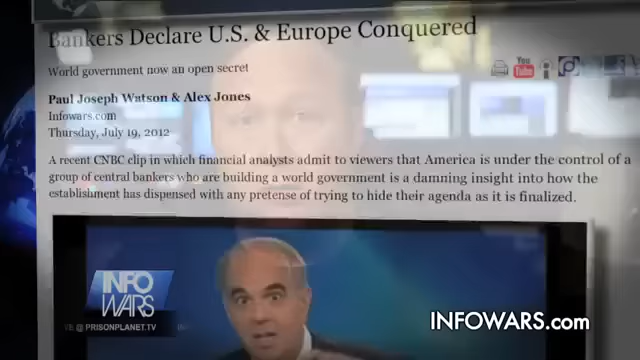 Bankers Declare U.S. & Europe Conquered
World government now an open secret
You
Tube
Paul Joseph Watson & Alex Jones
Infowars.com
Thursday, July 19, 2012
A recent CNBC clip in which financial analysts admit to viewers that America is under the control of a
group of central bankers who are building a world government is a damning insight into how the
establishment has dispensed with any pretense of trying to hide their agenda as it is finalized.
INFO
WARS
@ PRISONPLANET.TV
INFOWARS.com